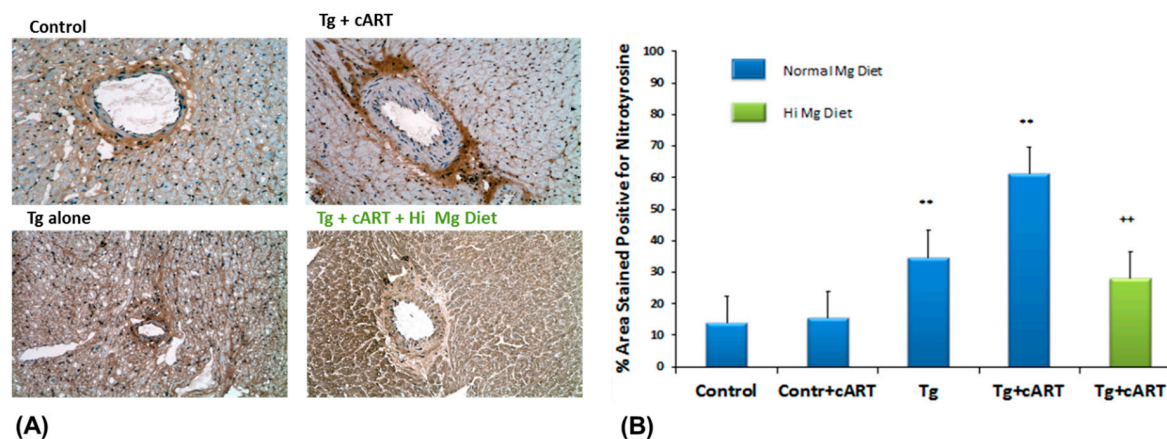 Control
Tg + cART
Tg alone
Tg + cART + Hi Mg Diet
(A)
% Area Stained Positive for Nitrotyrosine
100
90
80
70
60
50
40
30
20
10
0
Normal Mg Diet
Hi Mg Diet
**
**
++
Control
Contr+cART
Tg
Tg+cART
Tg+cART
(B)